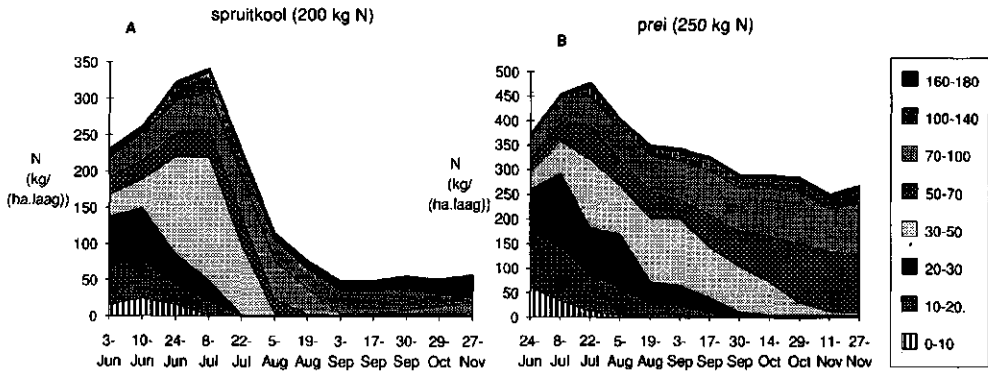 spruitkool (200 kg N)
A
350
300
250
200
150
100
50
0
N
(kg/
(ha.laag))
3- 10- 24- 8- 22- 5- 19- 3- 17- 30- 29- 27-
Jun Jun Jun Jul Jul Aug Aug Sep Sep Sep Oct Nov
prei (250 kg N)
B
500
450
400
350
300
250
200
150
100
50
0
N
(kg/
(ha.laag))
24- 8- 22- 5- 19- 3- 17- 30- 14- 29- 11- 27-
Jun Jul Jul Aug Aug Sep Sep Sep Oct Oct Nov Nov
160-180
100-140
70-100
50-70
30-50
20-30
10-20.
0-10